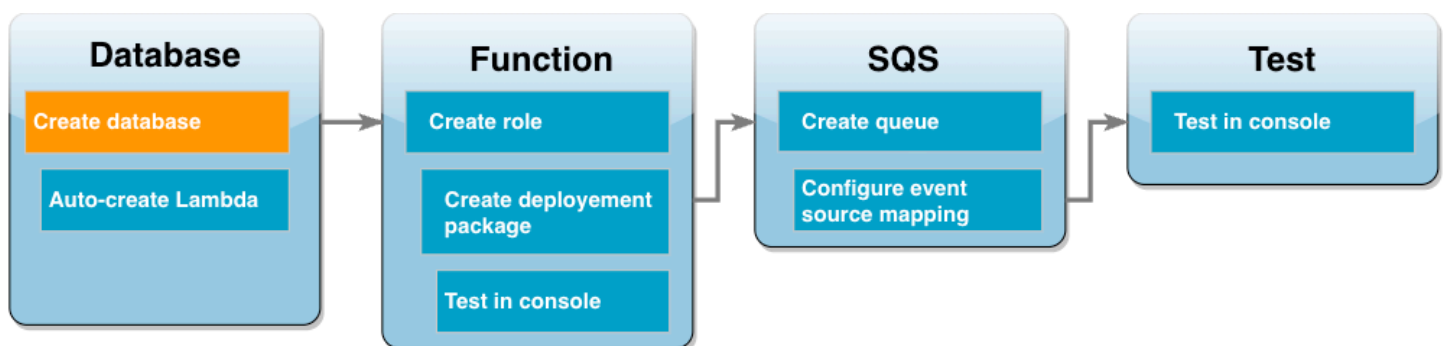 Database
Create database
Auto-create Lambda
Function
Create role
Create deployement
package
Test in console
SQS
Create queue
Configure event
source mapping
Test
Test in console